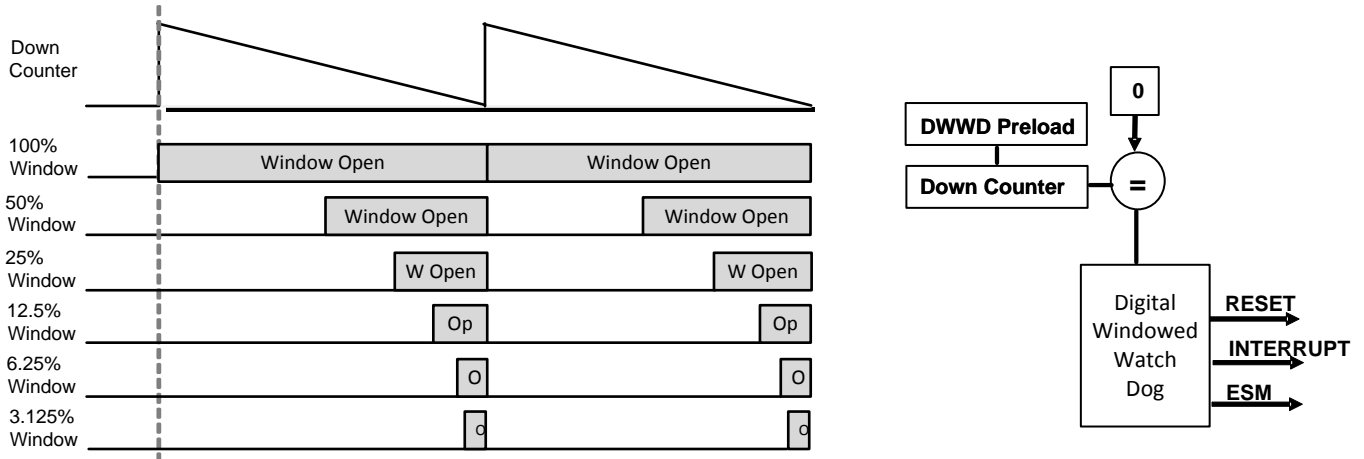 Down
Counter
100%
Window
Window Open
Window Open
50%
Window
Window Open
Window Open
25%
Window
W Open
W Open
12.5%
Window
Op
Op
6.25%
Window
O
O
3.125%
Window
O
O
0
DWWD Preload
Down Counter
=
Digital
Windowed
Watch
Dog
RESET
INTERRUPT
ESM